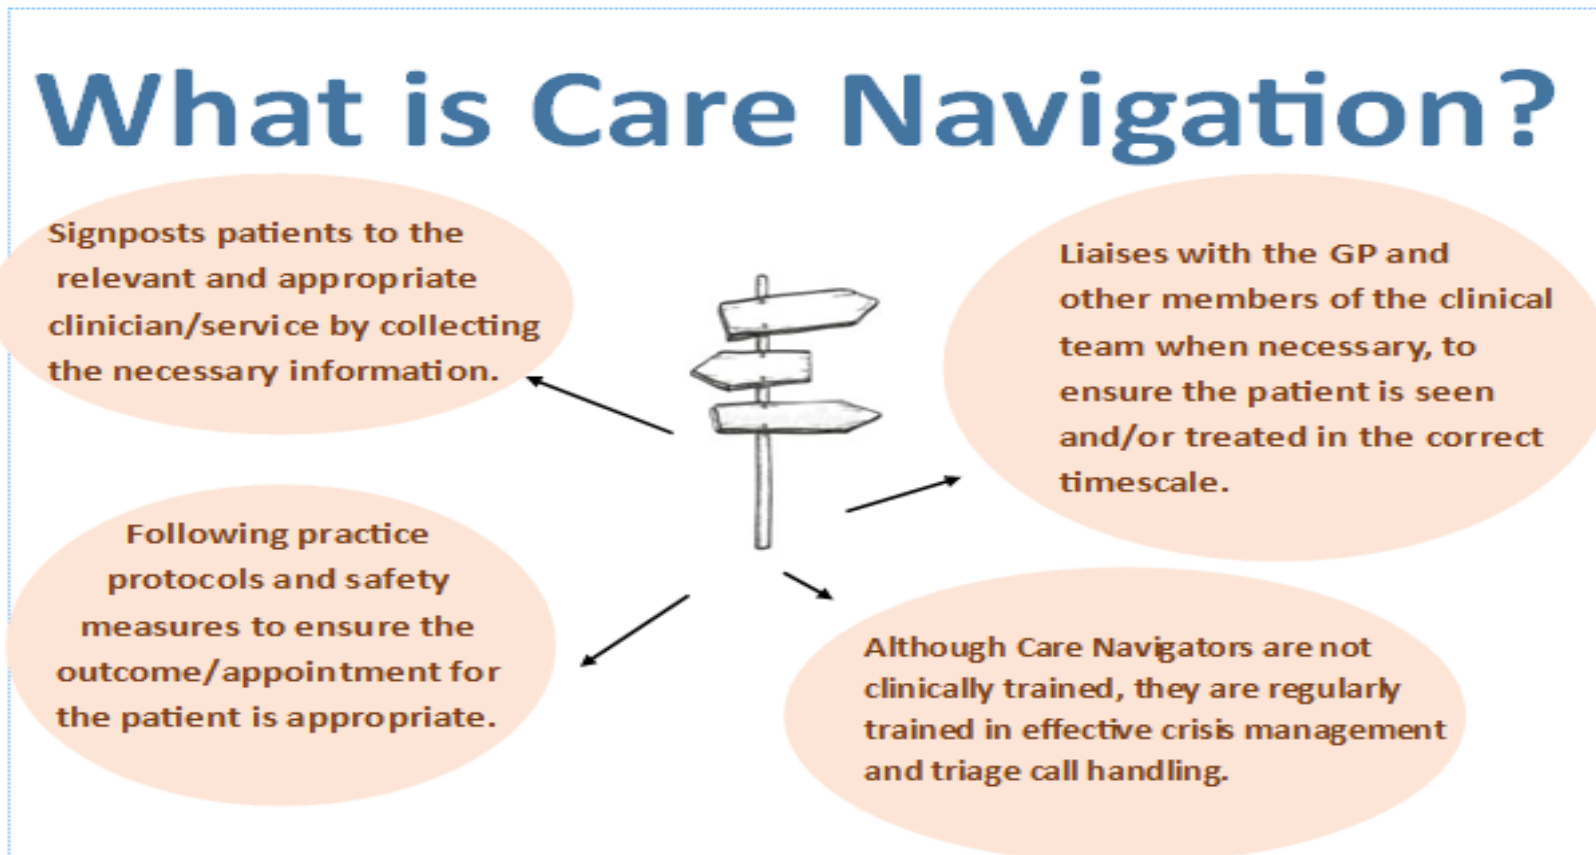 What is Care Navigation?
Signposts patients to the
relevant and appropriate
clinician/service by collecting
the necessary information.
Liaises with the GP and
other members of the clinical
team when necessary, to
ensure the patient is seen
and/or treated in the correct
timescale.
Following practice
protocols and safety
measures to ensure the
outcome/appointment for
the patient is appropriate.
Although Care Navigators are not
clinically trained, they are regularly
trained in effective crisis management
and triage call handling.